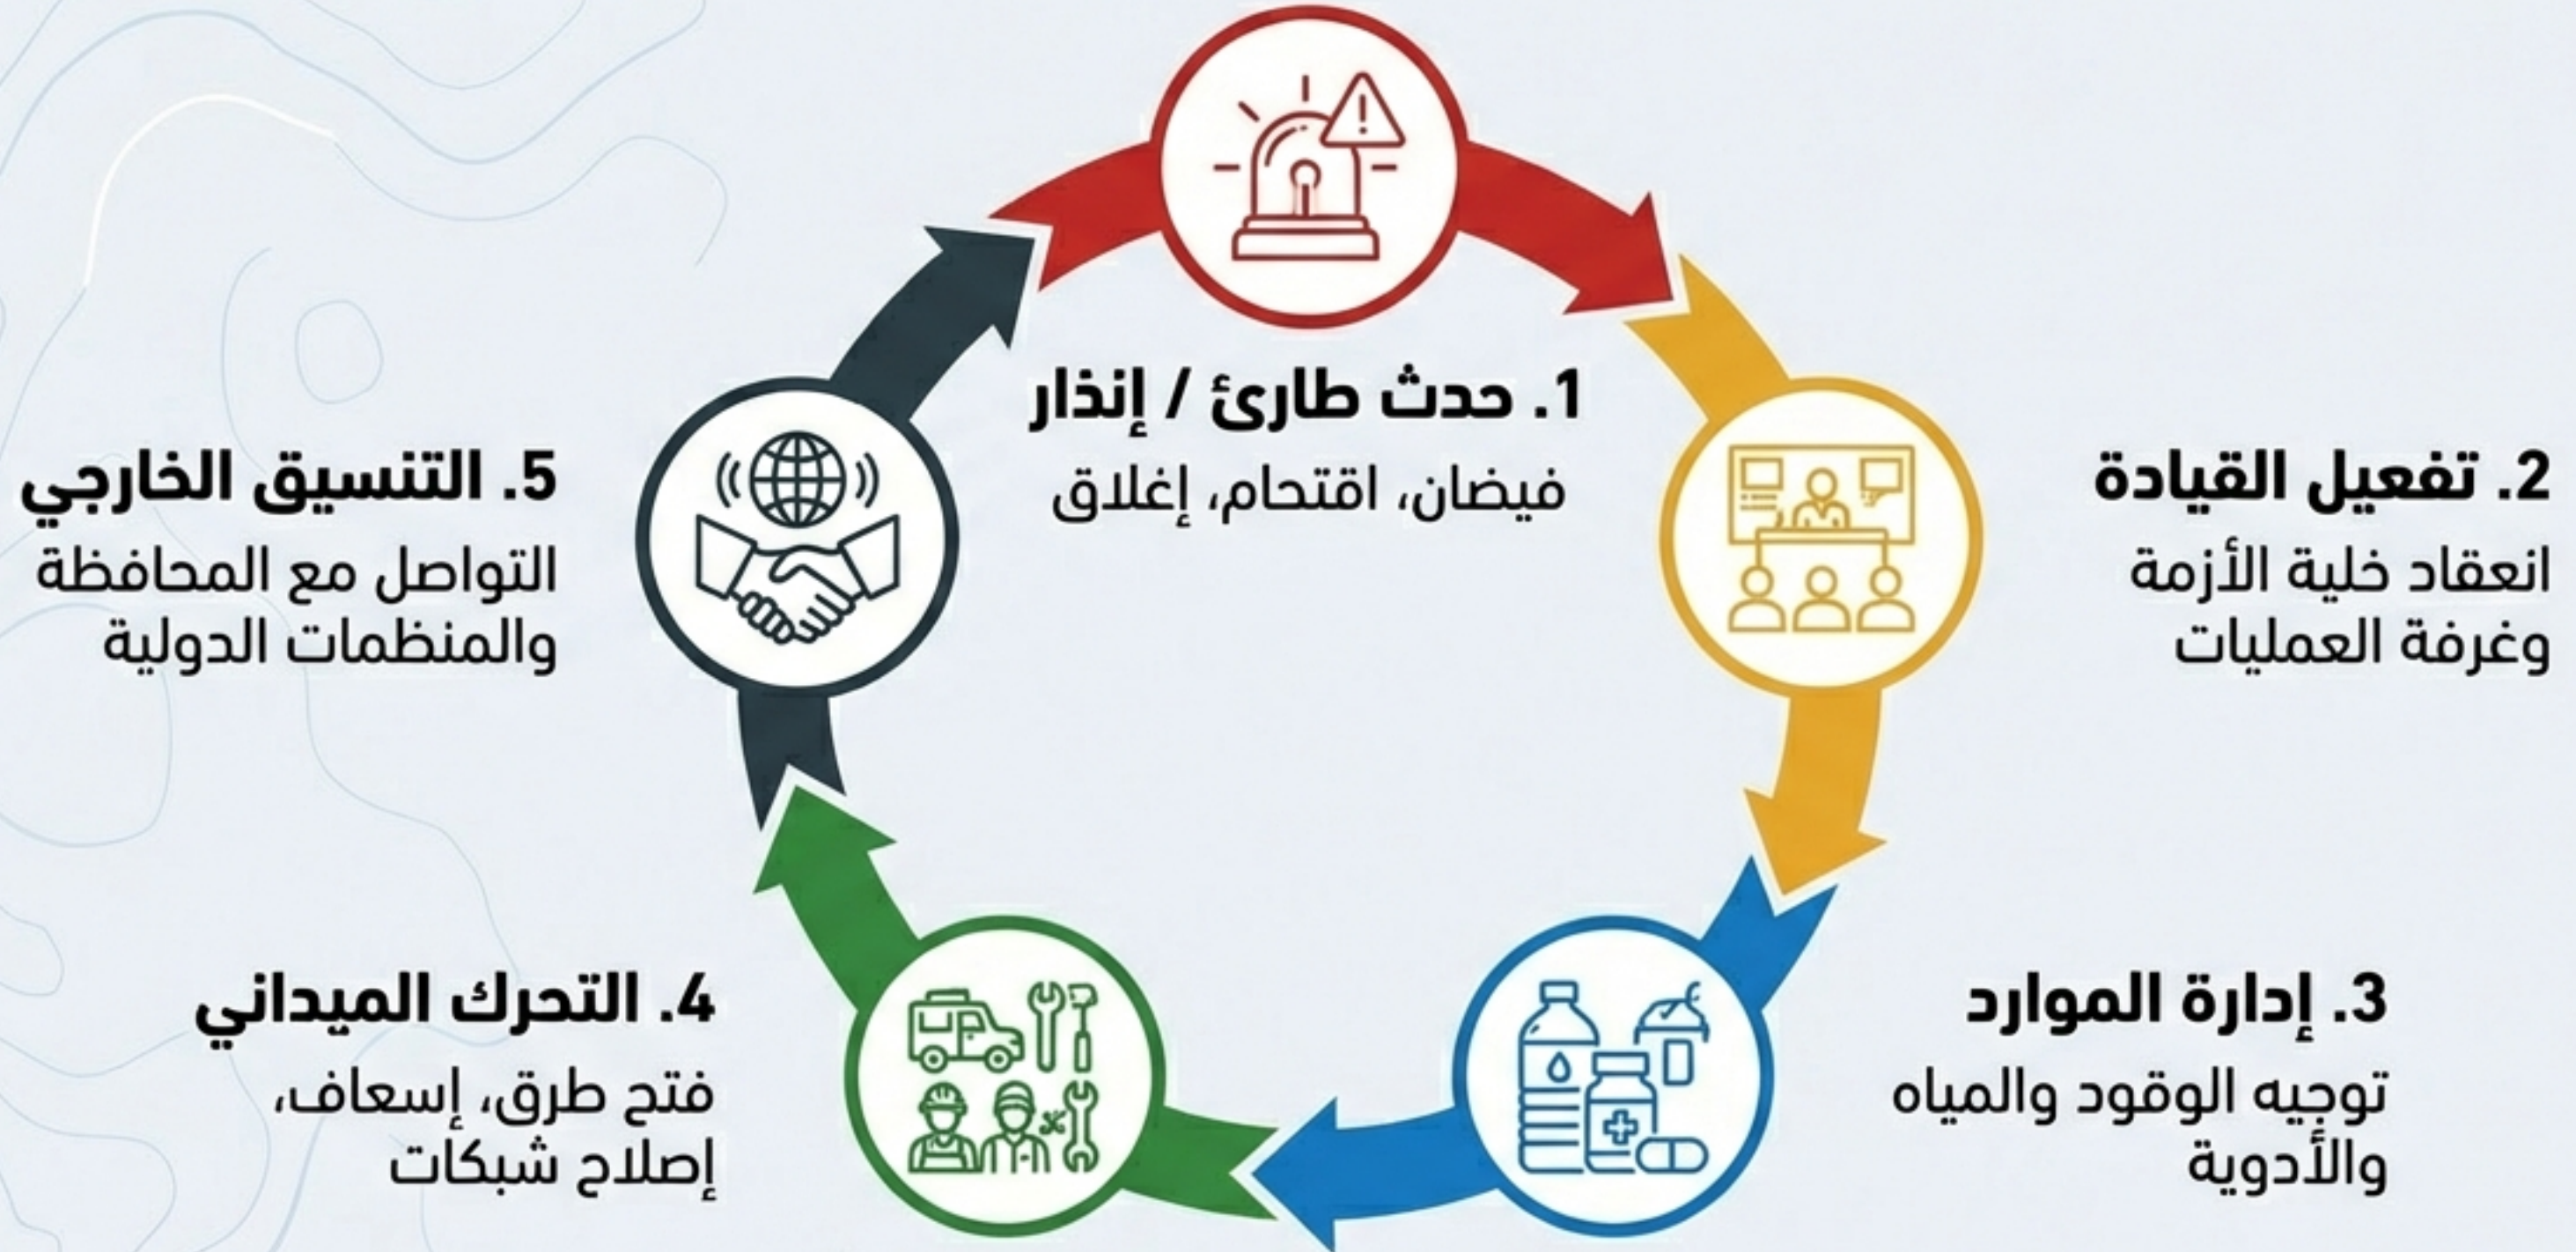 1. حدث طارئ / إنذار
فيضان، اقتحام، إغلاق
2. تفعيل القيادة
انعقاد خلية الأزمة
وغرفة العمليات
3. إدارة الموارد
توجيه الوقود والمياه
والأدوية
4. التحرك الميداني
فتح طرق، إسعاف،
إصلاح شبكات
5. التنسيق الخارجي
التواصل مع المحافظة
والمنظمات الدولية